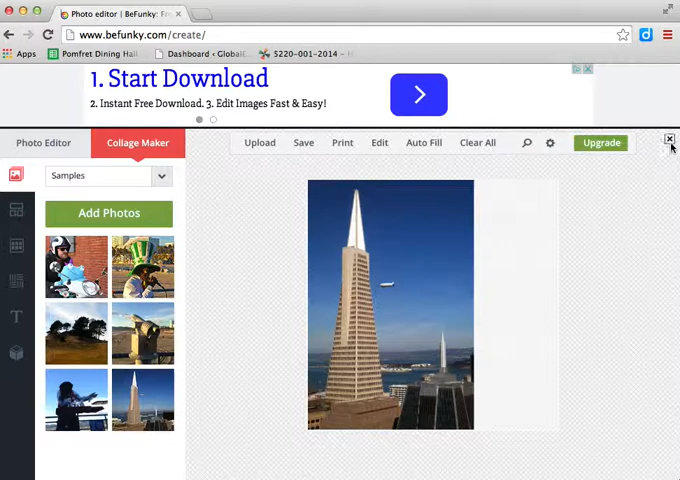 Photo editor | BeFunky: Fr
www.befunky.com/create/
Apps Pomfret Dining Hall Dashboard ‹ Global 5220-001-2014 –
1. Start Download
2. Instant Free Download. 3. Edit Images Fast & Easy!
Photo Editor Collage Maker Upload Save Print Edit Auto Fill Clear All Upgrade
Samples
Add Photos